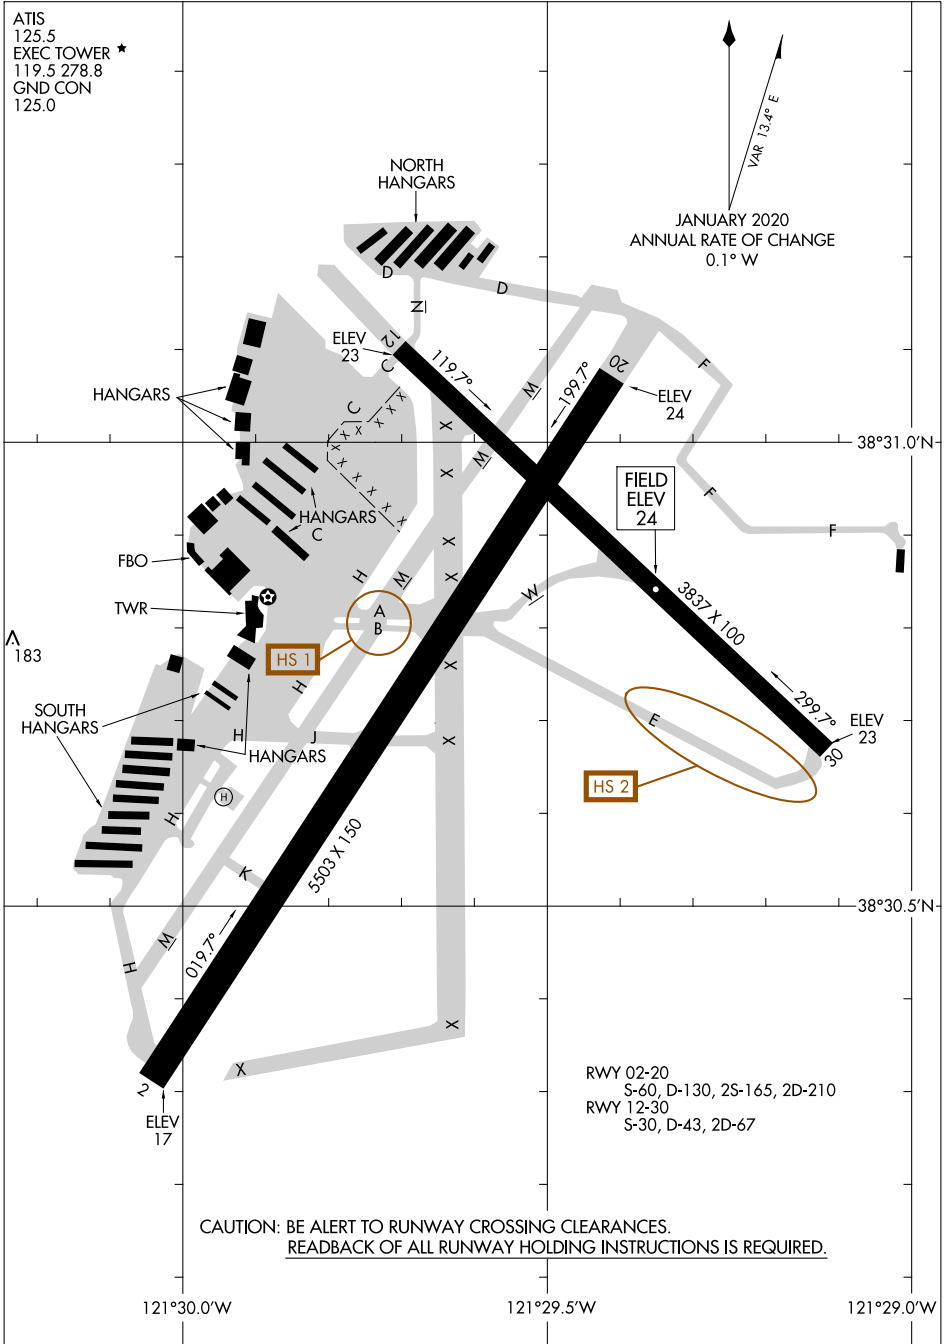 ATIS
125.5
EXEC TOWER ★
119.5 278.8
GND CON
125.0
VAR 13.4° E
JANUARY 2020
ANNUAL RATE OF CHANGE
0.1° W
NORTH
HANGARS
D
D
N
ELEV
23
12
C
119.7°
M
199.7°
20
F
ELEV
24
HANGARS
C
X
X X X X
X
X
X
X
X
X
X
M
38°31.0'N
FIELD
ELEV
24
F
F
HANGARS
C
X
FBO
H
M
X
W
TWR
A
B
3837 X 100
183
HS 1
X
H
SOUTH
HANGARS
H
J
X
E
299.7°
ELEV
23
30
HANGARS
HS 2
H
H
5503 X 150
K
38°30.5'N
M
019.7°
H
X
X
2
ELEV
17
RWY 02-20
S-60, D-130, 2S-165, 2D-210
RWY 12-30
S-30, D-43, 2D-67
CAUTION: BE ALERT TO RUNWAY CROSSING CLEARANCES.
READBACK OF ALL RUNWAY HOLDING INSTRUCTIONS IS REQUIRED.
121°30.0'W
121°29.5'W
121°29.0'W